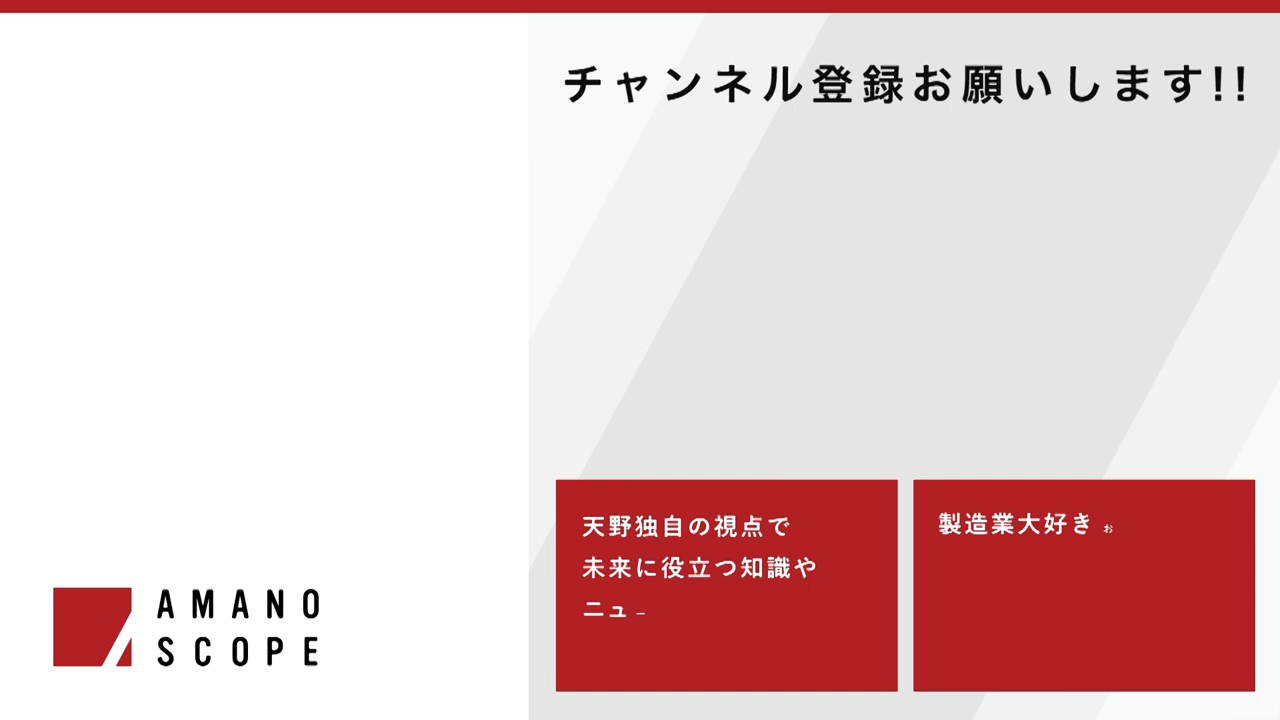 チャンネル登録お願いします!!
天野独自の視点で
未来に役立つ知識や
ニュー
製造業大好き お
AMANO
SCOPE